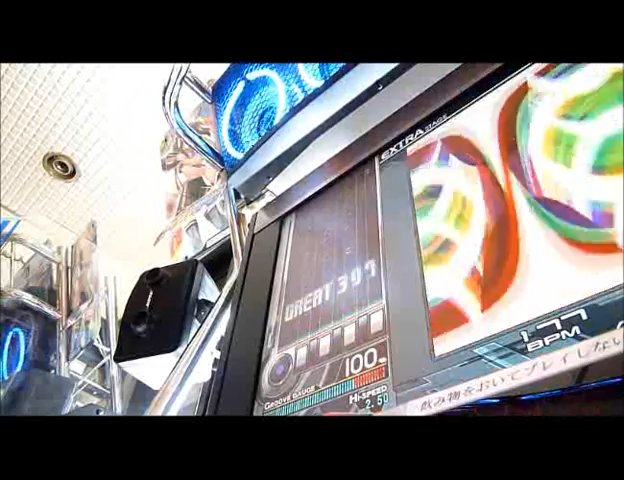 EXTRA STAGE
GREAT 397
100%
GROOVE GAUGE
HI-SPEED
2.50
177
BPM
飲み物をおいてプレイしない